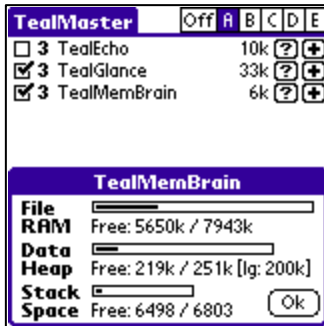 TealMaster Off A B C D E
3 TealEcho 10k ? +
3 TealGlance 33k ? +
3 TealMemBrain 6k ? +
TealMemBrain
File
RAM Free: 5650k / 7943k
Data
Heap Free: 219k / 251k [lg: 200k]
Stack
Space Free: 6498 / 6803 Ok